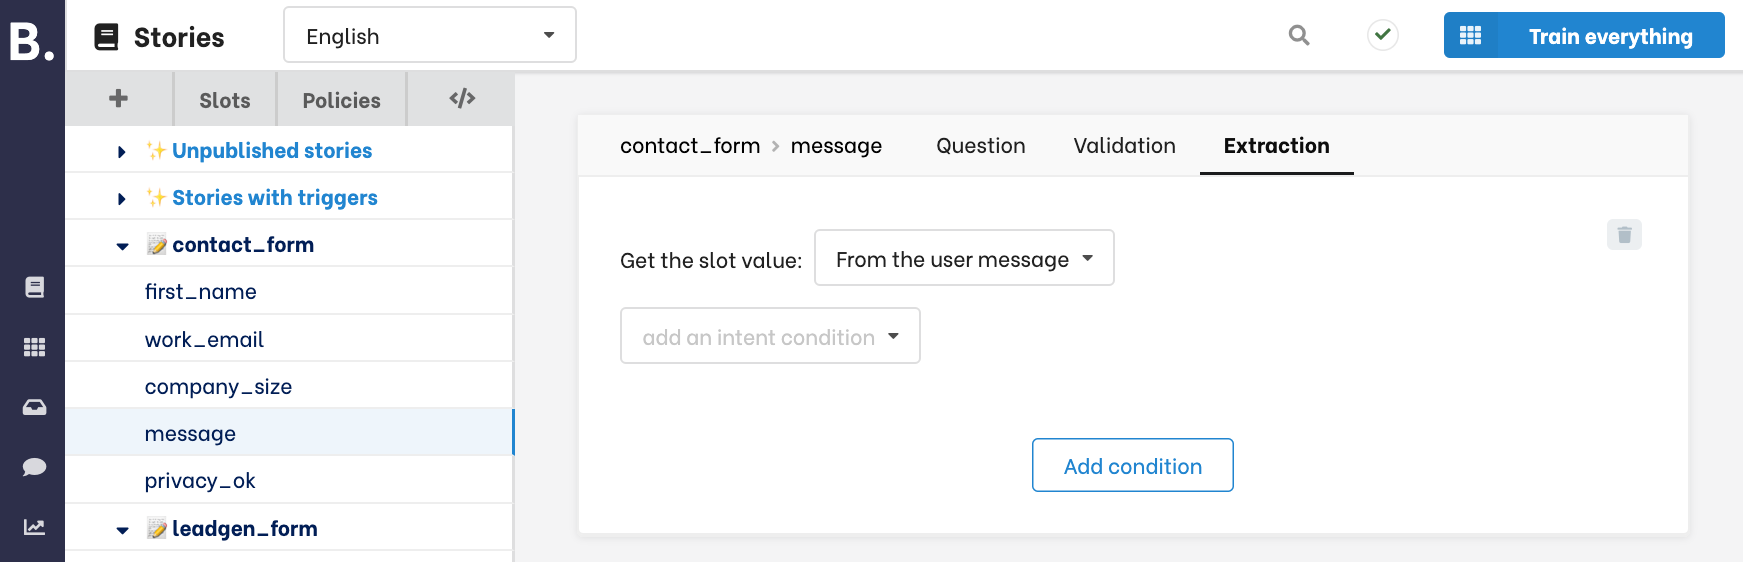 B.
Stories
English
Train everything
Slots
Policies
</>
Unpublished stories
Stories with triggers
contact_form
first_name
work_email
company_size
message
privacy_ok
leadgen_form
contact_form > message
Question
Validation
Extraction
Get the slot value:
From the user message
add an intent condition
Add condition